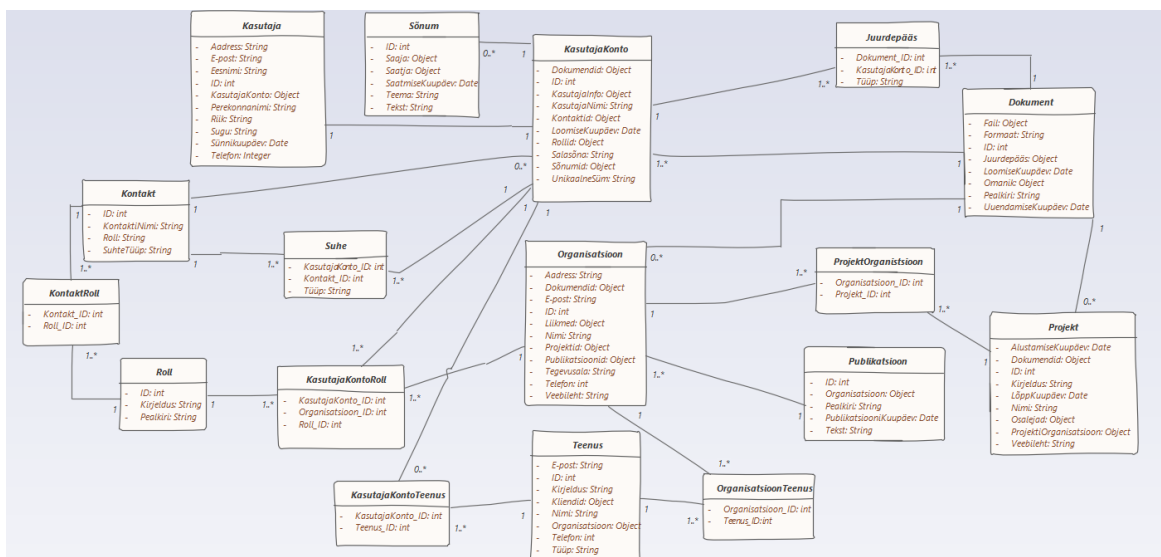 Kasutaja
- Aadress: String
- E-post: String
- Eesnimi: String
- ID: int
- KasutajaKonto: Object
- Perekonnanimi: String
- Riik: String
- Sugu: String
- Sünnikuupäev: Date
- Telefon: Integer
1
Sõnum
- ID: int
- Saaja: Object
- Saatja: Object
- SaatmiseKuupäev: Date
- Teema: String
- Tekst: String
0..*
1
KasutajaKonto
- Dokumendid: Object
- ID: int
- KasutajaInfo: Object
- KasutajaNimi: String
- Kontaktid: Object
- LoomiseKuupäev: Date
- Rollid: Object
- Salasõna: String
- Sõnumid: Object
- UnikaalneSüm: String
1
1
1..*
0..*
1
1
1
Juurdepääs
- Dokument_ID: int
- KasutajaKonto_ID: int
- Tüüp: String
1..*
1..*
1
Dokument
- Fail: Object
- Formaat: String
- ID: int
- Juurdepääs: Object
- LoomiseKuupäev: Date
- Omanik: Object
- Pealkiri: String
- UuendamiseKuupäev: Date
1
1
1
Kontakt
- ID: int
- KontaktiNimi: String
- Roll: String
- SuhteTüüp: String
1
1
1
Suhe
- KasutajaKonto_ID: int
- Kontakt_ID: int
- Tüüp: String
1..*
1..*
KontaktRoll
- Kontakt_ID: int
- Roll_ID: int
1..*
1..*
Organisatsioon
- Aadress: String
- Dokumendid: Object
- E-post: String
- ID: int
- Liikmed: Object
- Nimi: String
- Projektid: Object
- Publikatsioonid: Object
- Tegevusala: String
- Telefon: int
- Veebileht: String
0..*
1
1..*
1
1
ProjektOrganistsioon
- Organisatsioon_ID: int
- Projekt_ID: int
1..*
1..*
Projekt
- AlustamiseKuupäev: Date
- Dokumendid: Object
- ID: int
- Kirjeldus: String
- LõppKuupäev: Date
- Nimi: String
- Osalejad: Object
- ProjektiOrganisatsioon: Object
- Veebileht: String
0..*
1
Publikatsioon
- ID: int
- Organisatsioon: Object
- Pealkiri: String
- PublikatsiooniKuupäev: Date
- Tekst: String
1
Roll
- ID: int
- Kirjeldus: String
- Pealkiri: String
1
1
KasutajaKontoRoll
- KasutajaKonto_ID: int
- Organisatsioon_ID: int
- Roll_ID: int
1..*
1..*
1..*
Teenus
- E-post: String
- ID: int
- Kirjeldus: String
- Kliendid: Object
- Nimi: String
- Organisatsioon: Object
- Telefon: int
- Tüüp: String
1
1
KasutajaKontoTeenus
- KasutajaKonto_ID: int
- Teenus_ID: int
0..*
1..*
OrganisatsioonTeenus
- Organisatsioon_ID: int
- Teenus_ID:int
1..*
1..*